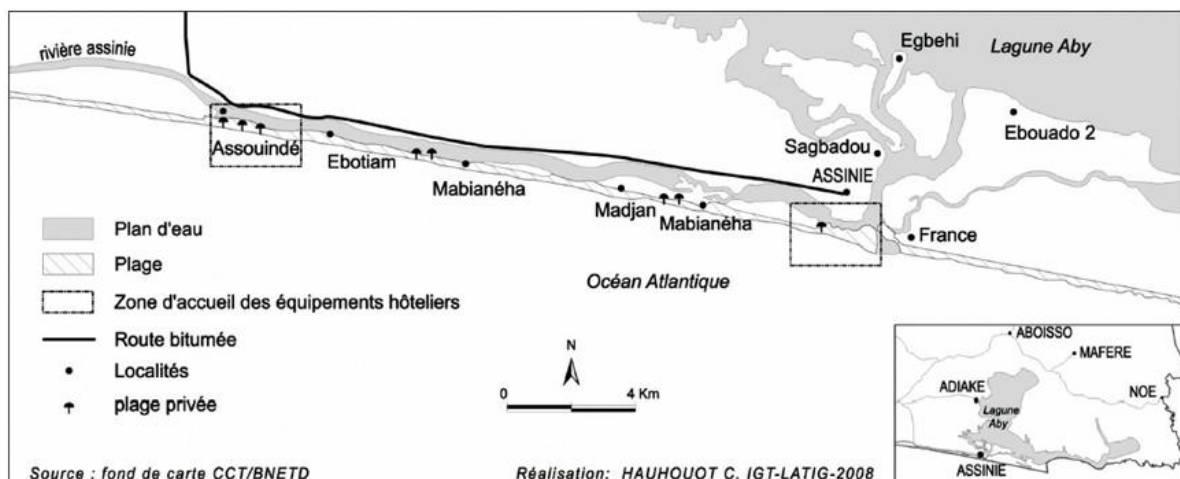 rivière assinie
Egbehi
Lagune Aby
Ebouado 2
Assouindé
Ebotiam
Sagbadou
ASSINIE
Mabianéha
Madjan
Mabianéha
France
Océan Atlantique
Plan d'eau
Plage
Zone d'accueil des équipements hôteliers
Route bitumée
Localités
plage privée
N
0 4 Km
ABOISSO
MAFERE
ADIAKE
NOE
Lagune
Aby
ASSINIE
Source : fond de carte CCT/BNETD
Réalisation: HAUHOUOT C. IGT-LATIG-2008